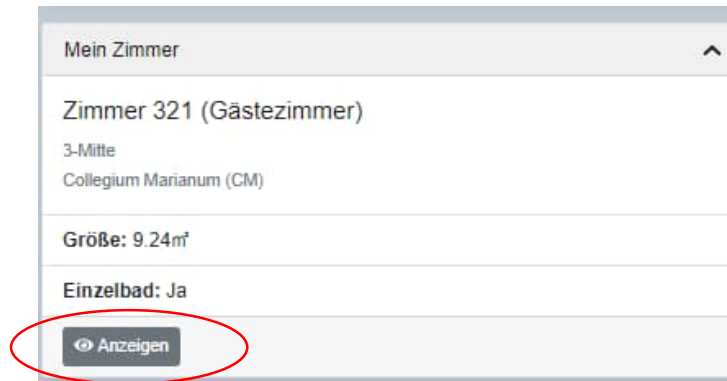 Mein Zimmer
Zimmer 321 (Gästezimmer)
3-Mitte
Collegium Marianum (CM)
Größe: 9.24㎡
Einzelbad: Ja
Anzeigen